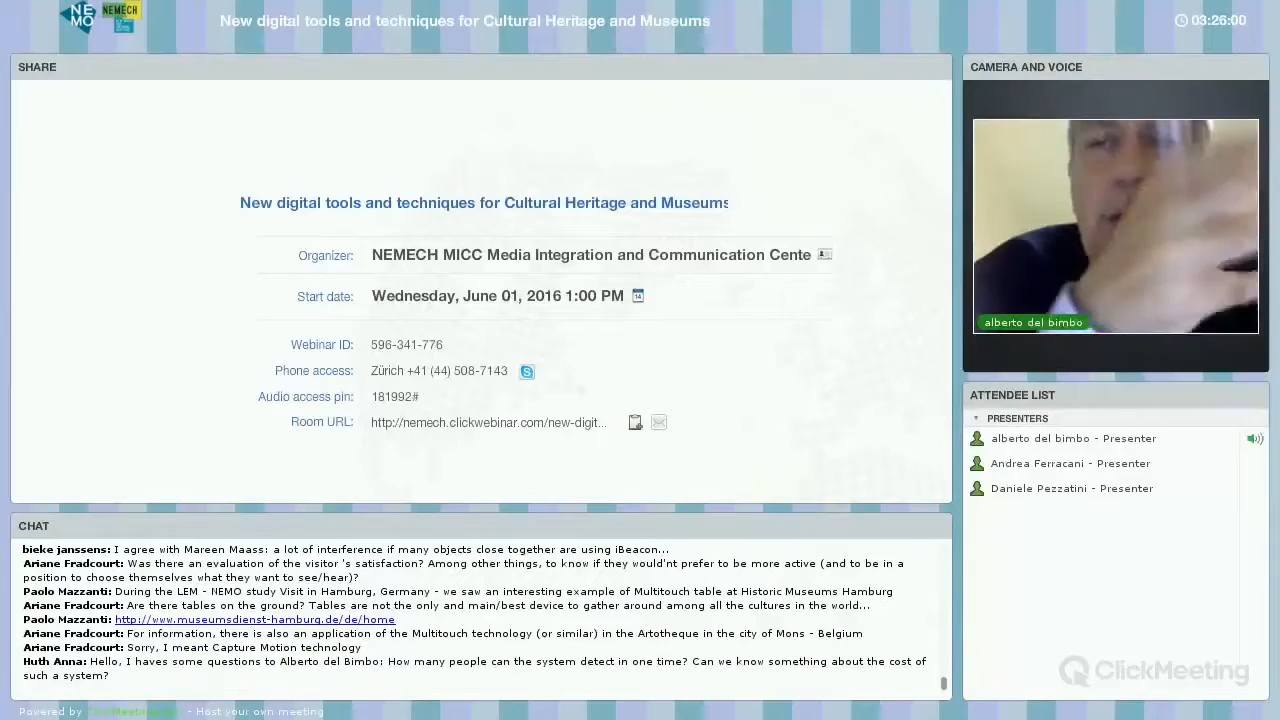 NE
MO
NEMECH
New digital tools and techniques for Cultural Heritage and Museums
03:26:00
SHARE
New digital tools and techniques for Cultural Heritage and Museums
Organizer: NEMECH MICC Media Integration and Communication Cente
Start date: Wednesday, June 01, 2016 1:00 PM
14
Webinar ID: 596-341-776
Phone access: Zürich +41 (44) 508-7143
Audio access pin: 181992#
Room URL: http://nemech.clickwebinar.com/new-digit...
CAMERA AND VOICE
alberto del bimbo
ATTENDEE LIST
PRESENTERS
alberto del bimbo - Presenter
Andrea Ferracani - Presenter
Daniele Pezzatini - Presenter
CHAT
bieke janssens: I agree with Mareen Maass: a lot of interference if many objects close together are using iBeacon...
Ariane Fradcourt: Was there an evaluation of the visitor 's satisfaction? Among other things, to know if they would'nt prefer to be more active (and to be in a
position to choose themselves what they want to see/hear)?
Paolo Mazzanti: During the LEM - NEMO study Visit in Hamburg, Germany - we saw an interesting example of Multitouch table at Historic Museums Hamburg
Ariane Fradcourt: Are there tables on the ground? Tables are not the only and main/best device to gather around among all the cultures in the world...
Paolo Mazzanti: http://www.museumsdienst-hamburg.de/de/home
Ariane Fradcourt: For information, there is also an application of the Multitouch technology (or similar) in the Artotheque in the city of Mons - Belgium
Ariane Fradcourt: Sorry, I meant Capture Motion technology
Huth Anna: Hello, I haves some questions to Alberto del Bimbo: How many people can the system detect in one time? Can we know something about the cost of
such a system?
ClickMeeting
Powered by - Host your own meeting